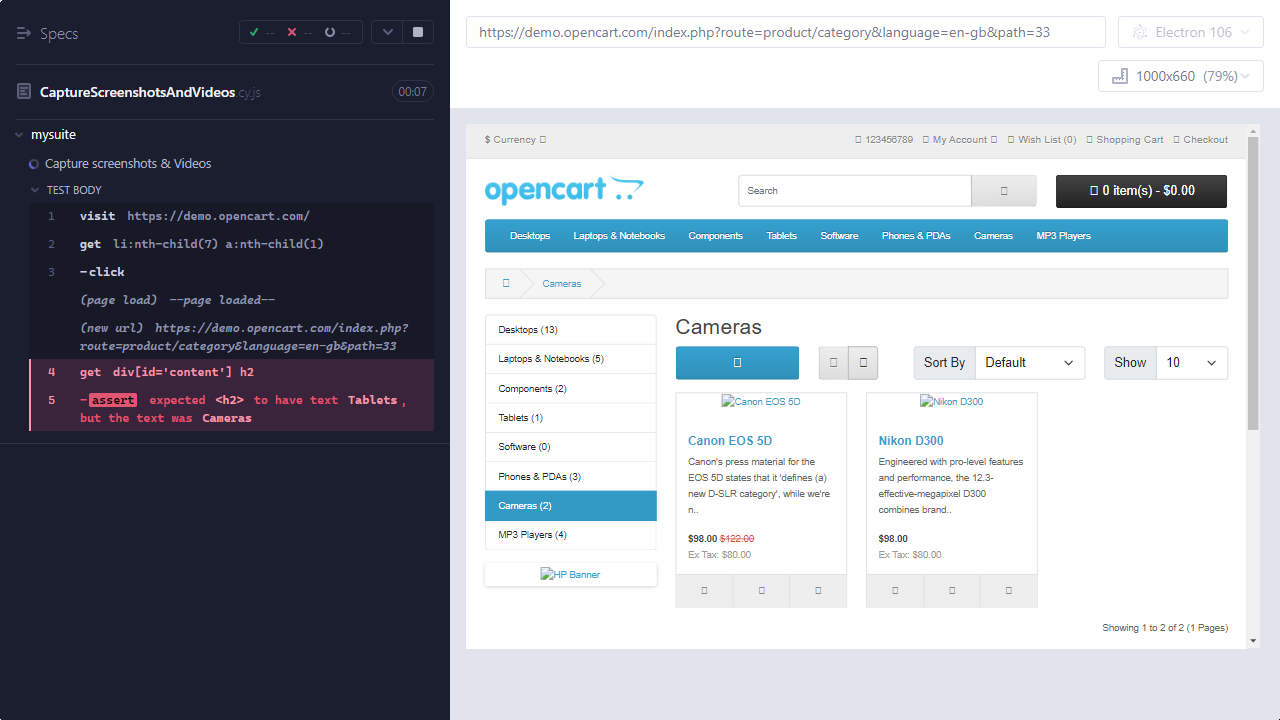 Specs
-- -- --
CaptureScreenshotsAndVideos cy.js 00:07
mysuite
Capture screenshots & Videos
TEST BODY
1 visit https://demo.opencart.com/
2 get li:nth-child(7) a:nth-child(1)
3 -click
(page load) --page loaded--
(new url) https://demo.opencart.com/index.php?
route=product/category&language=en-gb&path=33
4 get div[id='content'] h2
5 -assert expected <h2> to have text Tablets,
but the text was Cameras
https://demo.opencart.com/index.php?route=product/category&language=en-gb&path=33
Electron 106
1000x660 (79%)
$ Currency
123456789 My Account Wish List (0) Shopping Cart Checkout
opencart
Search
0 item(s) - $0.00
Desktops Laptops & Notebooks Components Tablets Software Phones & PDAs Cameras MP3 Players
Cameras
Desktops (13)
Laptops & Notebooks (5)
Components (2)
Tablets (1)
Software (0)
Phones & PDAs (3)
Cameras (2)
MP3 Players (4)
HP Banner
Cameras
Sort By Default
Show 10
Canon EOS 5D
Canon EOS 5D
Canon's press material for the
EOS 5D states that it 'defines (a)
new D-SLR category', while we're
n..
$98.00 $122.00
Ex Tax: $80.00
Nikon D300
Nikon D300
Engineered with pro-level features
and performance, the 12.3-
effective-megapixel D300
combines brand..
$98.00
Ex Tax: $80.00
Showing 1 to 2 of 2 (1 Pages)